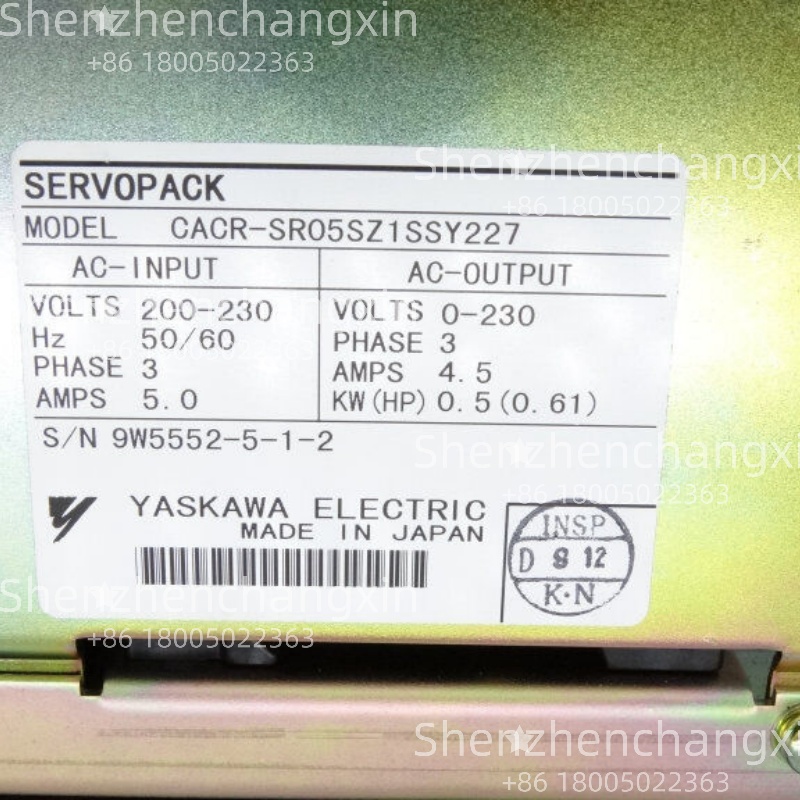 Shenzhenchangxin
+86 18005022363
Shenzhenchangxin
SERVOPACK
MODEL CACR-SR05SZ1SSY227
AC-INPUT AC-OUTPUT
VOLTS 200-230 VOLTS 0-230
Hz 50/60 PHASE 3
PHASE 3 AMPS 4.5
AMPS 5.0 KW(HP) 0.5(0.61)
S/N 9W5552-5-1-2
Shenzhenchangxin
+86 18005022363
YASKAWA ELECTRIC
MADE IN JAPAN
INSP
D 12
K·N
Shenzhenchangxin
+86 18005022363
Shenzhenchangxin
+86 18005022363